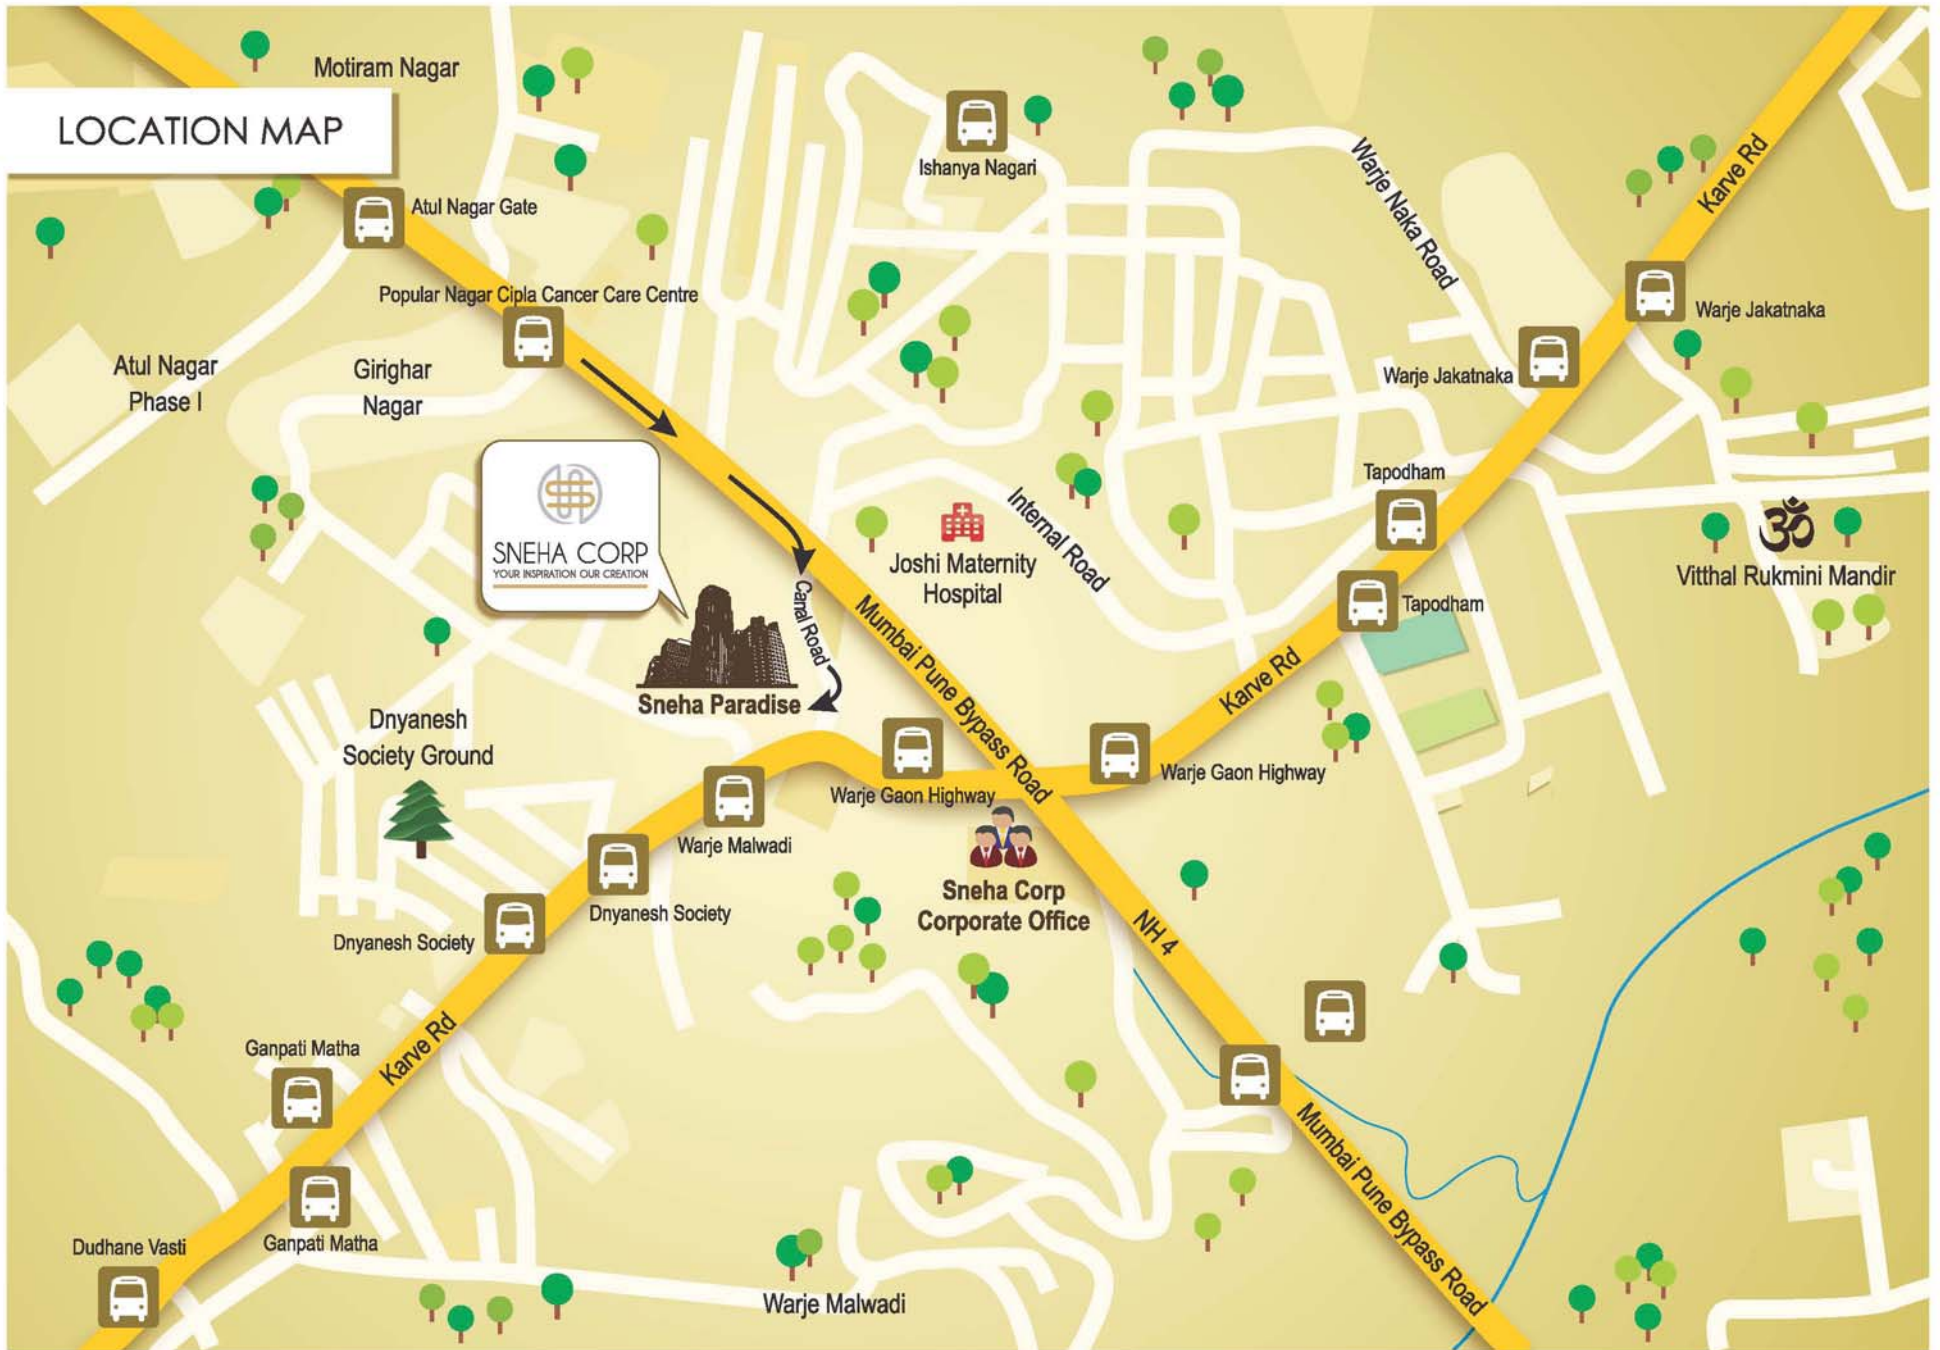 Motiram Nagar
LOCATION MAP
Ishanya Nagari
Warje Naka Road
Karve Rd
Atul Nagar Gate
Popular Nagar Cipla Cancer Care Centre
Warje Jakatnaka
Atul Nagar
Phase I
Girighar
Nagar
Warje Jakatnaka
Tapodham
SNEHA CORP
YOUR INSPIRATION OUR CREATION
Internal Road
Joshi Maternity
Hospital
ॐ
Vitthal Rukmini Mandir
Tapodham
Canal Road
Mumbai Pune Bypass Road
Karve Rd
Sneha Paradise
Dnyanesh
Society Ground
Warje Gaon Highway
Warje Gaon Highway
Warje Malwadi
Sneha Corp
Corporate Office
Dnyanesh Society
Dnyanesh Society
NH 4
Karve Rd
Ganpati Matha
Mumbai Pune Bypass Road
Ganpati Matha
Dudhane Vasti
Warje Malwadi